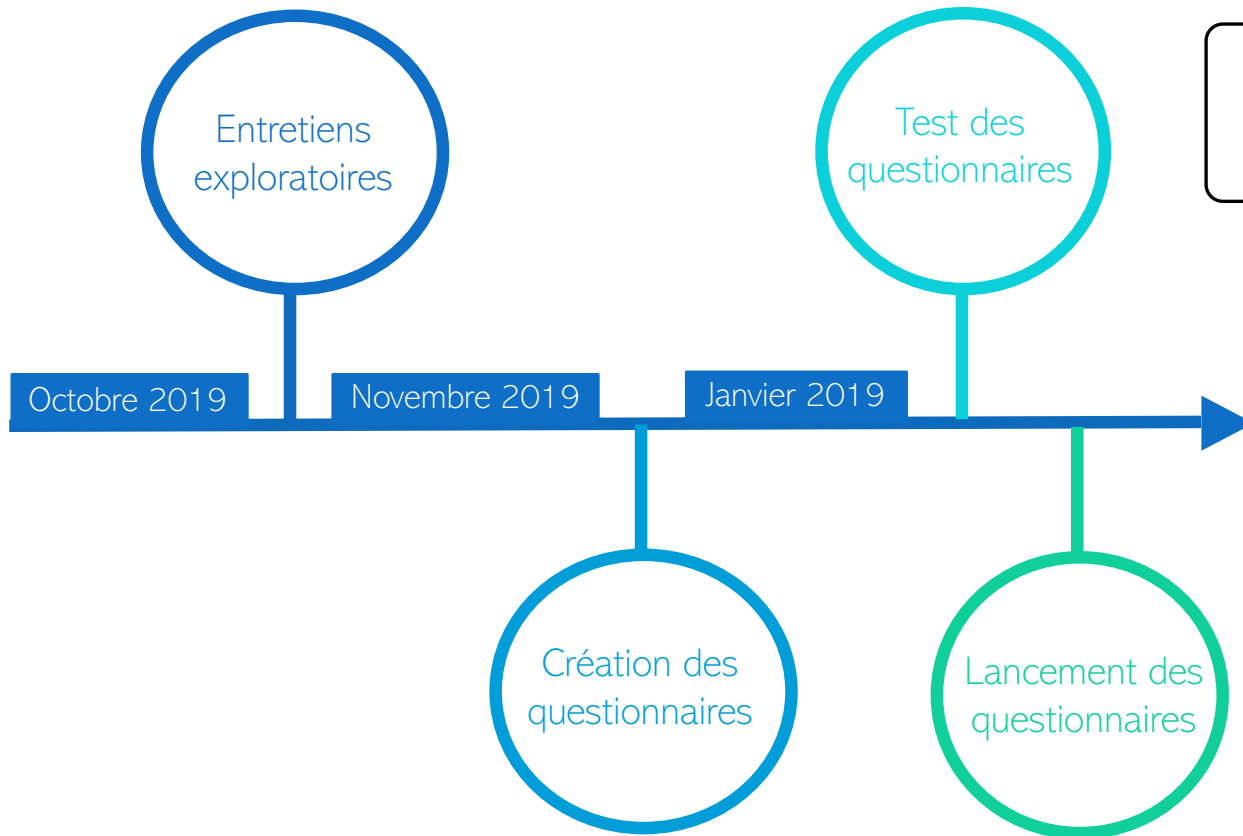 Entretiens
exploratoires
Test des
questionnaires
Octobre 2019
Novembre 2019
Janvier 2019
Création des
questionnaires
Lancement des
questionnaires